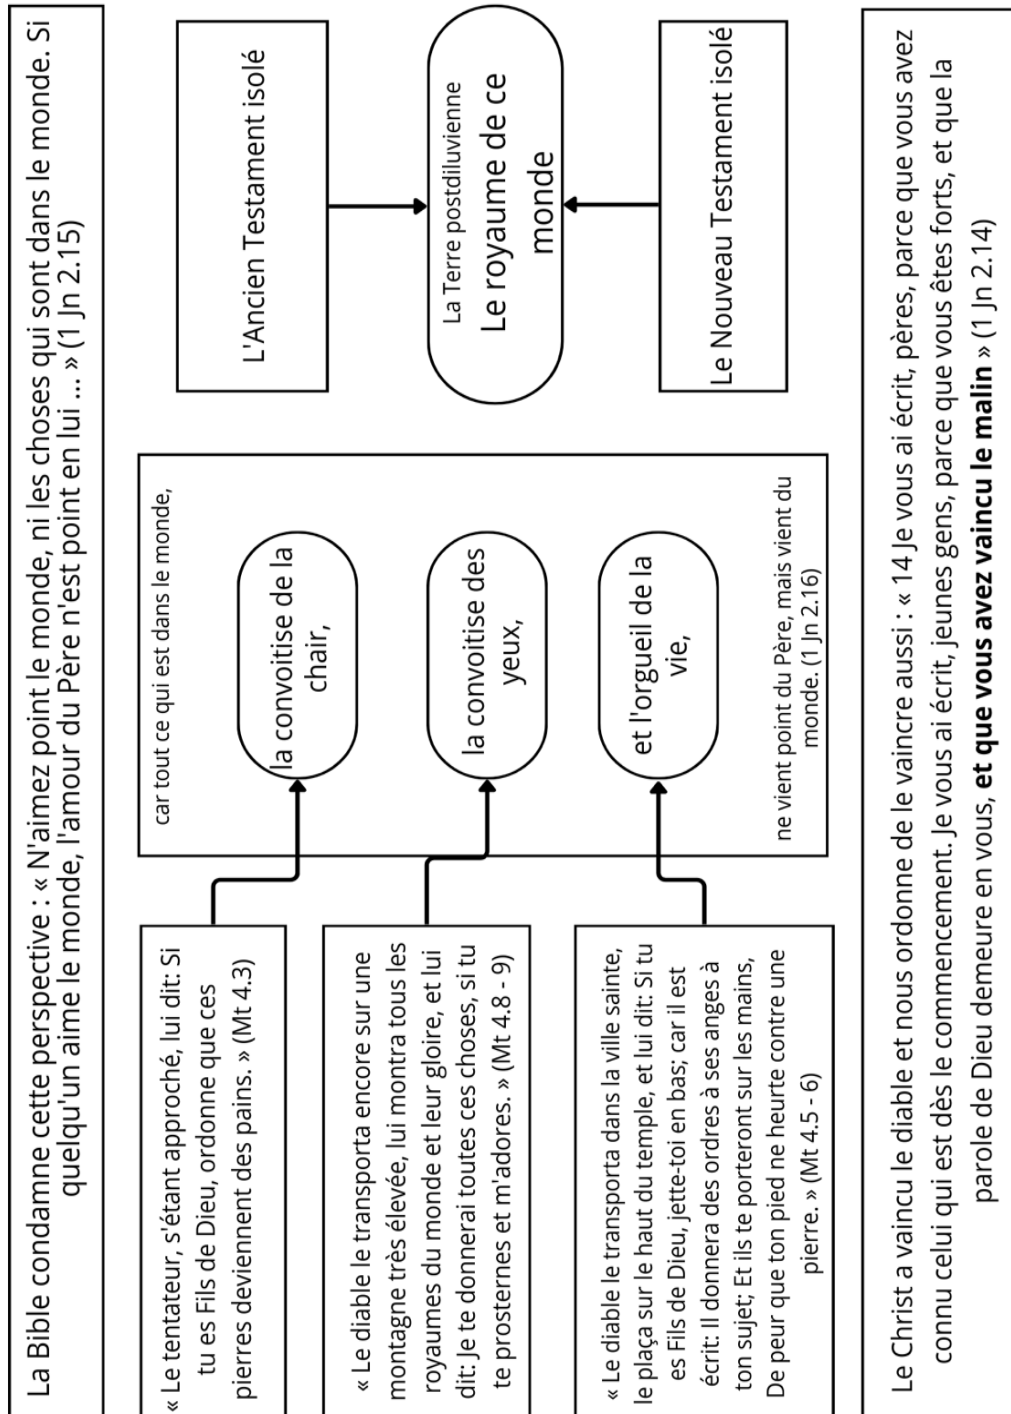 La Bible condamne cette perspective : « N'aimez point le monde, ni les choses qui sont dans le monde. Si
quelqu'un aime le monde, l'amour du Père n'est point en lui ... » (1 Jn 2.15)
« Le tentateur, s'étant approché, lui dit: Si
tu es Fils de Dieu, ordonne que ces
pierres deviennent des pains. » (Mt 4.3)
« Le diable le transporta encore sur une
montagne très élevée, lui montra tous les
royaumes du monde et leur gloire, et lui
dit: Je te donnerai toutes ces choses, si tu
te prosternes et m'adores. » (Mt 4.8 - 9)
« Le diable le transporta dans la ville sainte,
le plaça sur le haut du temple, et lui dit: Si tu
es Fils de Dieu, jette-toi en bas; car il est
écrit: Il donnera des ordres à ses anges à
ton sujet; Et ils te porteront sur les mains,
De peur que ton pied ne heurte contre une
pierre. » (Mt 4.5 - 6)
car tout ce qui est dans le monde,
la convoitise de la
chair,
la convoitise des
yeux,
et l'orgueil de la
vie,
ne vient point du Père, mais vient du
monde. (1 Jn 2.16)
L'Ancien Testament isolé
La Terre postdiluvienne
Le royaume de ce
monde
Le Nouveau Testament isolé
Le Christ a vaincu le diable et nous ordonne de le vaincre aussi : « 14 Je vous ai écrit, pères, parce que vous avez
connu celui qui est dès le commencement. Je vous ai écrit, jeunes gens, parce que vous êtes forts, et que la
parole de Dieu demeure en vous, et que vous avez vaincu le malin » (1 Jn 2.14)